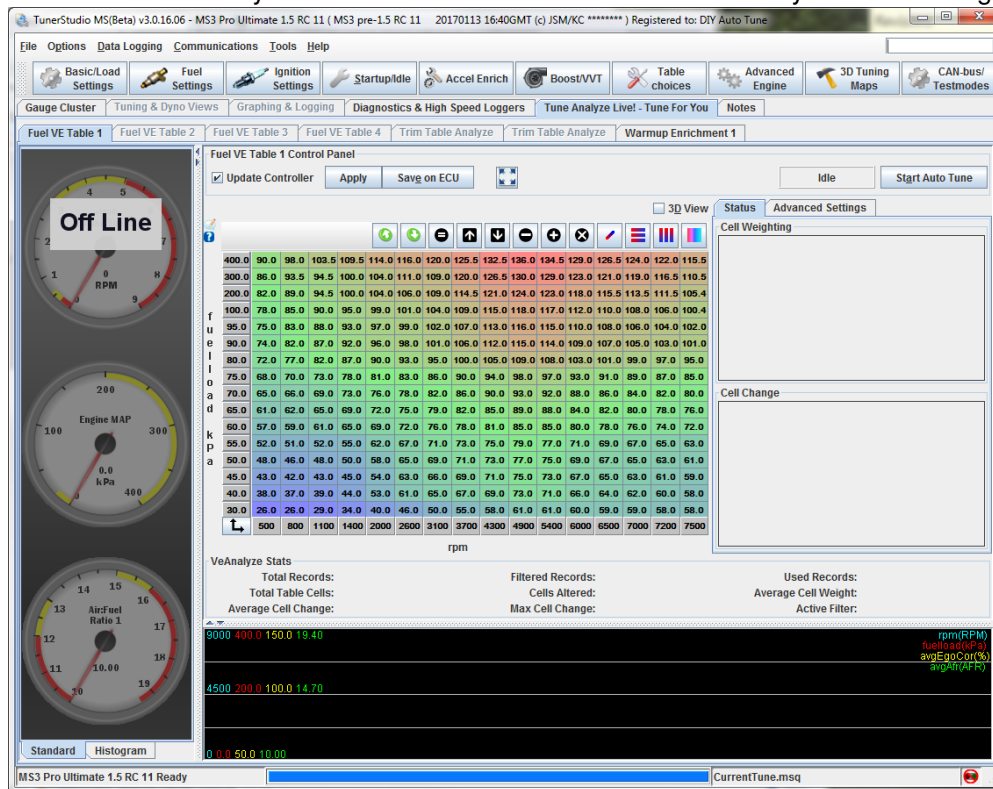 TunerStudio MS(Beta) v3.0.16.06 - MS3 Pro Ultimate 1.5 RC 11 ( MS3 pre-1.5 RC 11 20170113 16:40GMT (c) JSM/KC ******** ) Registered to: DIY Auto Tune
File Options Data Logging Communications Tools Help
Basic/Load Settings Fuel Settings Ignition Settings Startup/Idle Accel Enrich Boost/VVT Table choices Advanced Engine 3D Tuning Maps CAN-bus/ Testmodes
Gauge Cluster Tuning & Dyno Views Graphing & Logging Diagnostics & High Speed Loggers Tune Analyze Live! - Tune For You Notes
Fuel VE Table 1 Fuel VE Table 2 Fuel VE Table 3 Fuel VE Table 4 Trim Table Analyze Trim Table Analyze Warmup Enrichment 1
Fuel VE Table 1 Control Panel
Update Controller Apply Save on ECU Idle Start Auto Tune
3D View Status Advanced Settings
Cell Weighting
400.0 90.0 98.0 103.5 109.5 114.0 116.0 120.0 125.5 132.5 136.0 134.5 129.0 126.5 124.0 122.0 115.5
300.0 86.0 93.5 94.5 100.0 104.0 111.0 109.0 120.0 126.5 130.0 129.0 123.0 121.0 119.0 116.5 110.5
200.0 82.0 89.0 94.5 100.0 104.0 106.0 109.0 114.5 121.0 124.0 123.0 118.0 115.5 113.5 111.5 105.4
100.0 78.0 85.0 90.0 95.0 99.0 101.0 104.0 109.0 115.0 118.0 117.0 112.0 110.0 108.0 106.0 100.4
95.0 75.0 83.0 88.0 93.0 97.0 99.0 102.0 107.0 113.0 116.0 115.0 110.0 108.0 106.0 104.0 102.0
90.0 74.0 82.0 87.0 92.0 96.0 98.0 101.0 106.0 112.0 115.0 114.0 109.0 107.0 105.0 103.0 101.0
80.0 72.0 77.0 82.0 87.0 90.0 93.0 95.0 100.0 105.0 109.0 108.0 103.0 101.0 99.0 97.0 95.0
75.0 68.0 70.0 73.0 78.0 81.0 83.0 86.0 90.0 94.0 98.0 97.0 93.0 91.0 89.0 87.0 85.0
70.0 65.0 66.0 69.0 73.0 76.0 78.0 82.0 86.0 90.0 93.0 92.0 88.0 86.0 84.0 82.0 80.0
65.0 61.0 62.0 65.0 69.0 72.0 75.0 79.0 82.0 85.0 89.0 88.0 84.0 82.0 80.0 78.0 76.0
60.0 57.0 59.0 61.0 65.0 69.0 72.0 76.0 78.0 81.0 85.0 85.0 80.0 78.0 76.0 74.0 72.0
55.0 52.0 51.0 52.0 55.0 62.0 67.0 71.0 73.0 75.0 79.0 77.0 71.0 69.0 67.0 65.0 63.0
50.0 48.0 46.0 48.0 50.0 58.0 65.0 69.0 71.0 73.0 77.0 75.0 69.0 67.0 65.0 63.0 61.0
45.0 43.0 42.0 43.0 45.0 54.0 63.0 66.0 69.0 71.0 75.0 73.0 67.0 65.0 63.0 61.0 59.0
40.0 38.0 37.0 39.0 44.0 53.0 61.0 65.0 67.0 69.0 73.0 71.0 66.0 64.0 62.0 60.0 58.0
30.0 26.0 26.0 29.0 34.0 40.0 46.0 50.0 55.0 58.0 61.0 61.0 60.0 59.0 59.0 58.0 58.0
500 800 1100 1400 2000 2600 3100 3700 4300 4900 5400 6000 6500 7000 7200 7500
rpm
fuelload kPa
Cell Change
4 5
Off Line
2 7
1 0 8
RPM
9
200
Engine MAP
100 300
0.0
kPa
0 400
14 15
13 Air:Fuel 16
Ratio 1
17
12
18
11 10.00
10 19
VeAnalyze Stats
Total Records: Filtered Records: Used Records:
Total Table Cells: Cells Altered: Average Cell Weight:
Average Cell Change: Max Cell Change: Active Filter:
9000 400.0 150.0 19.40 rpm(RPM)
fuelload(kPa)
avgEgoCor(%)
avgAfr(AFR)
4500 200.0 100.0 14.70
0 0.0 50.0 10.00
Standard Histogram
MS3 Pro Ultimate 1.5 RC 11 Ready CurrentTune.msq